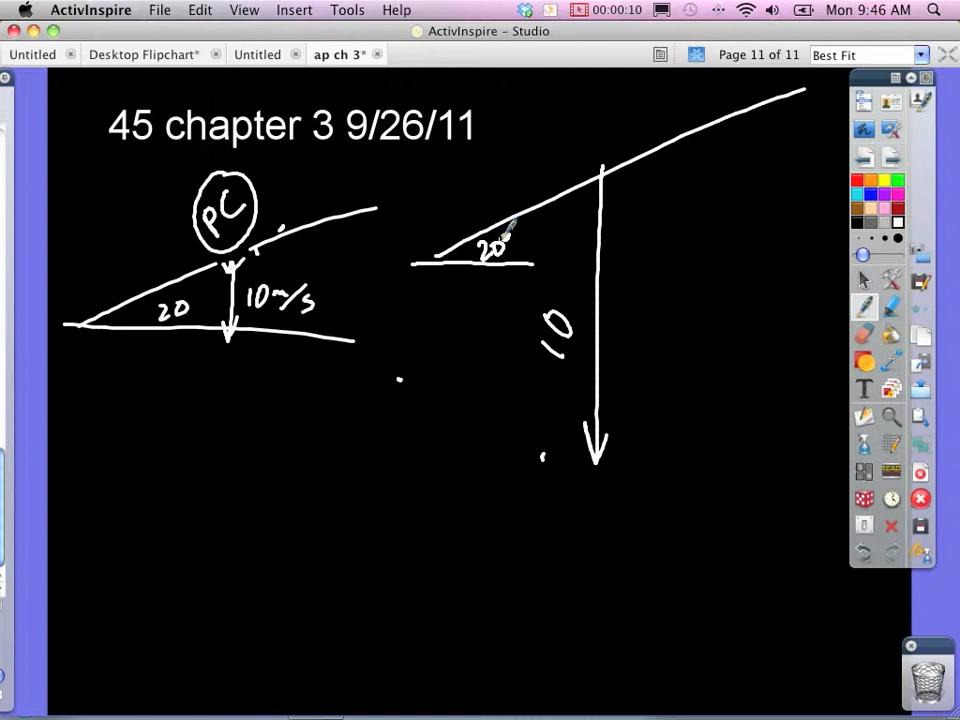 ActivInspire File Edit View Insert Tools Help 00:00:10 Mon 9:46 AM
ActivInspire - Studio
Untitled Desktop Flipchart* Untitled ap ch 3* Page 11 of 11 Best Fit
45 chapter 3 9/26/11
PC
20°
20
10 m/s
10
READ